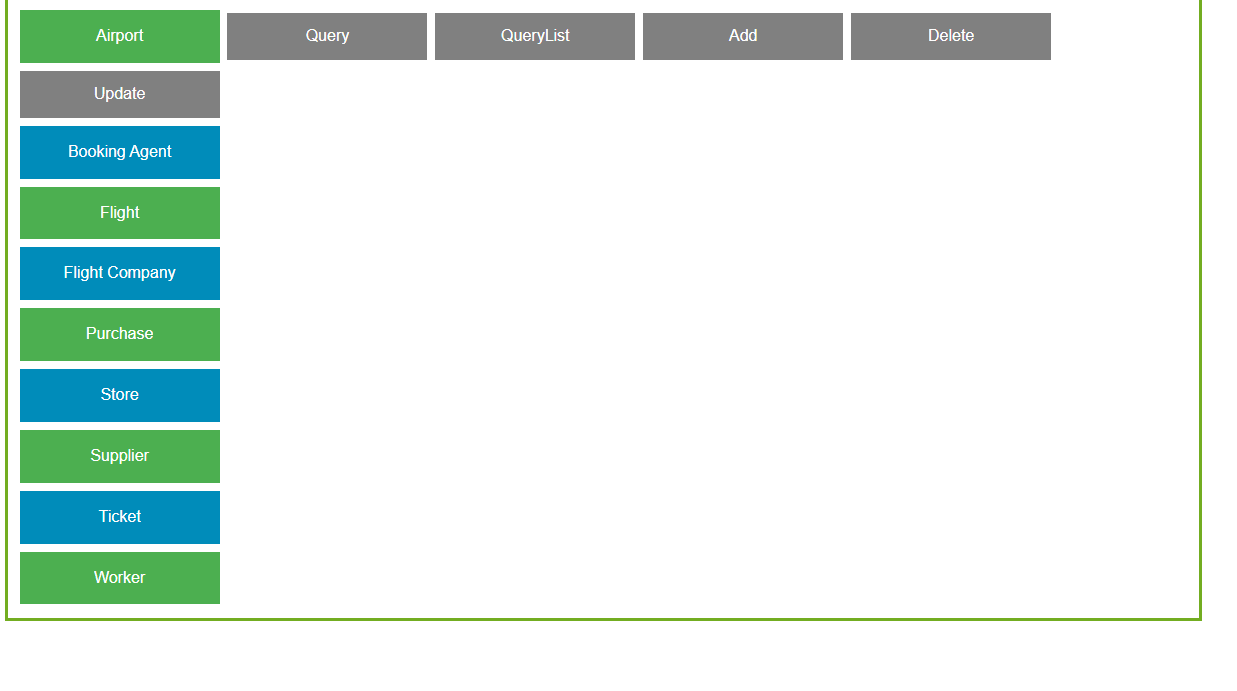 Airport Query QueryList Add Delete
Update
Booking Agent
Flight
Flight Company
Purchase
Store
Supplier
Ticket
Worker